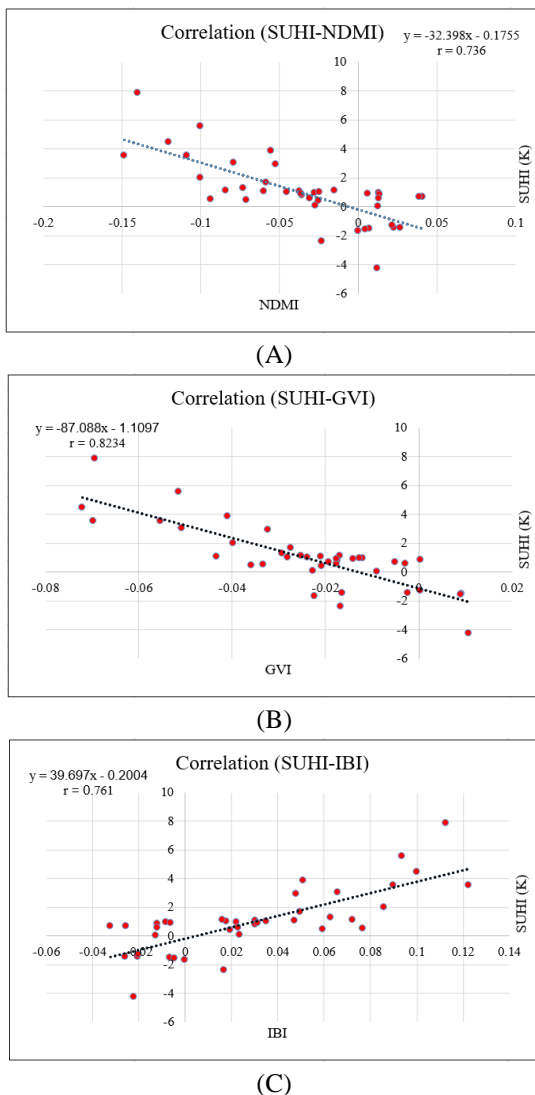 Correlation (SUHI-NDMI)
y = -32.398x - 0.1755
r = 0.736
10
8
6
4
2
0
-2
-4
-6
-0.2
-0.15
-0.1
-0.05
0
0.05
0.1
SUHI (K)
NDMI
(A)
Correlation (SUHI-GVI)
y = -87.088x - 1.1097
r = 0.8234
10
8
6
4
2
0
-2
-4
-6
-0.08
-0.06
-0.04
-0.02
0
0.02
SUHI (K)
GVI
(B)
Correlation (SUHI-IBI)
y = 39.697x - 0.2004
r = 0.761
10
8
6
4
2
0
-2
-4
-6
-0.06
-0.04
-0.02
0
0.02
0.04
0.06
0.08
0.1
0.12
0.14
SUHI (K)
IBI
(C)